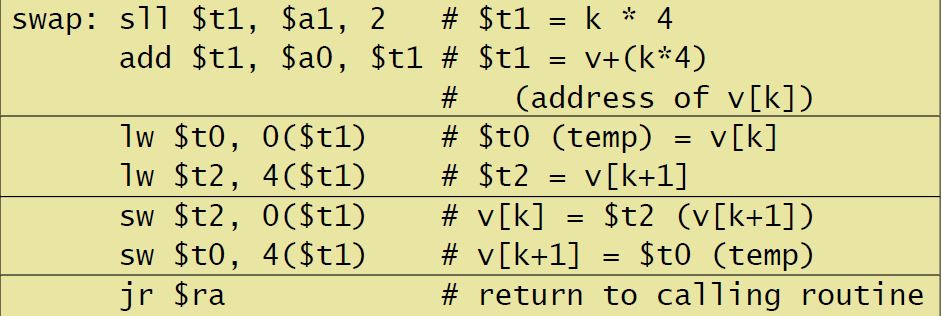 swap: sll $t1, $a1, 2 # $t1 = k * 4
add $t1, $a0, $t1 # $t1 = v+(k*4)
# (address of v[k])
lw $t0, 0($t1) # $t0 (temp) = v[k]
lw $t2, 4($t1) # $t2 = v[k+1]
sw $t2, 0($t1) # v[k] = $t2 (v[k+1])
sw $t0, 4($t1) # v[k+1] = $t0 (temp)
jr $ra # return to calling routine